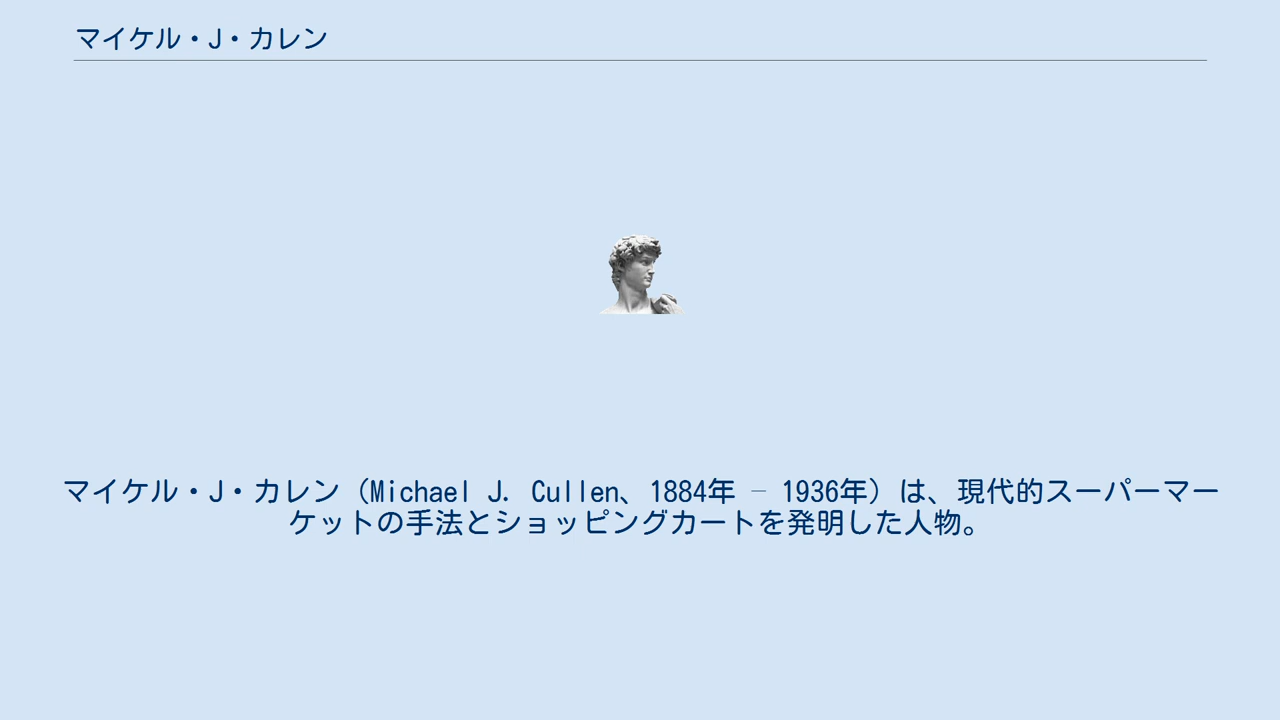 マイケル・J・カレン
マイケル・J・カレン（Michael J. Cullen、1884年 – 1936年）は、現代的スーパーマー
ケットの手法とショッピングカートを発明した人物。